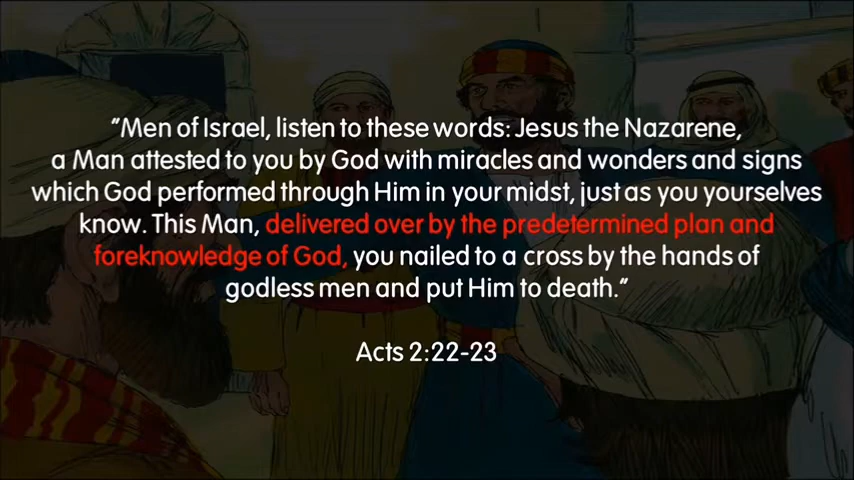 "Men of Israel, listen to these words: Jesus the Nazarene,
a Man attested to you by God with miracles and wonders and signs
which God performed through Him in your midst, just as you yourselves
know. This Man, delivered over by the predetermined plan and
foreknowledge of God, you nailed to a cross by the hands of
godless men and put Him to death."
Acts 2:22-23